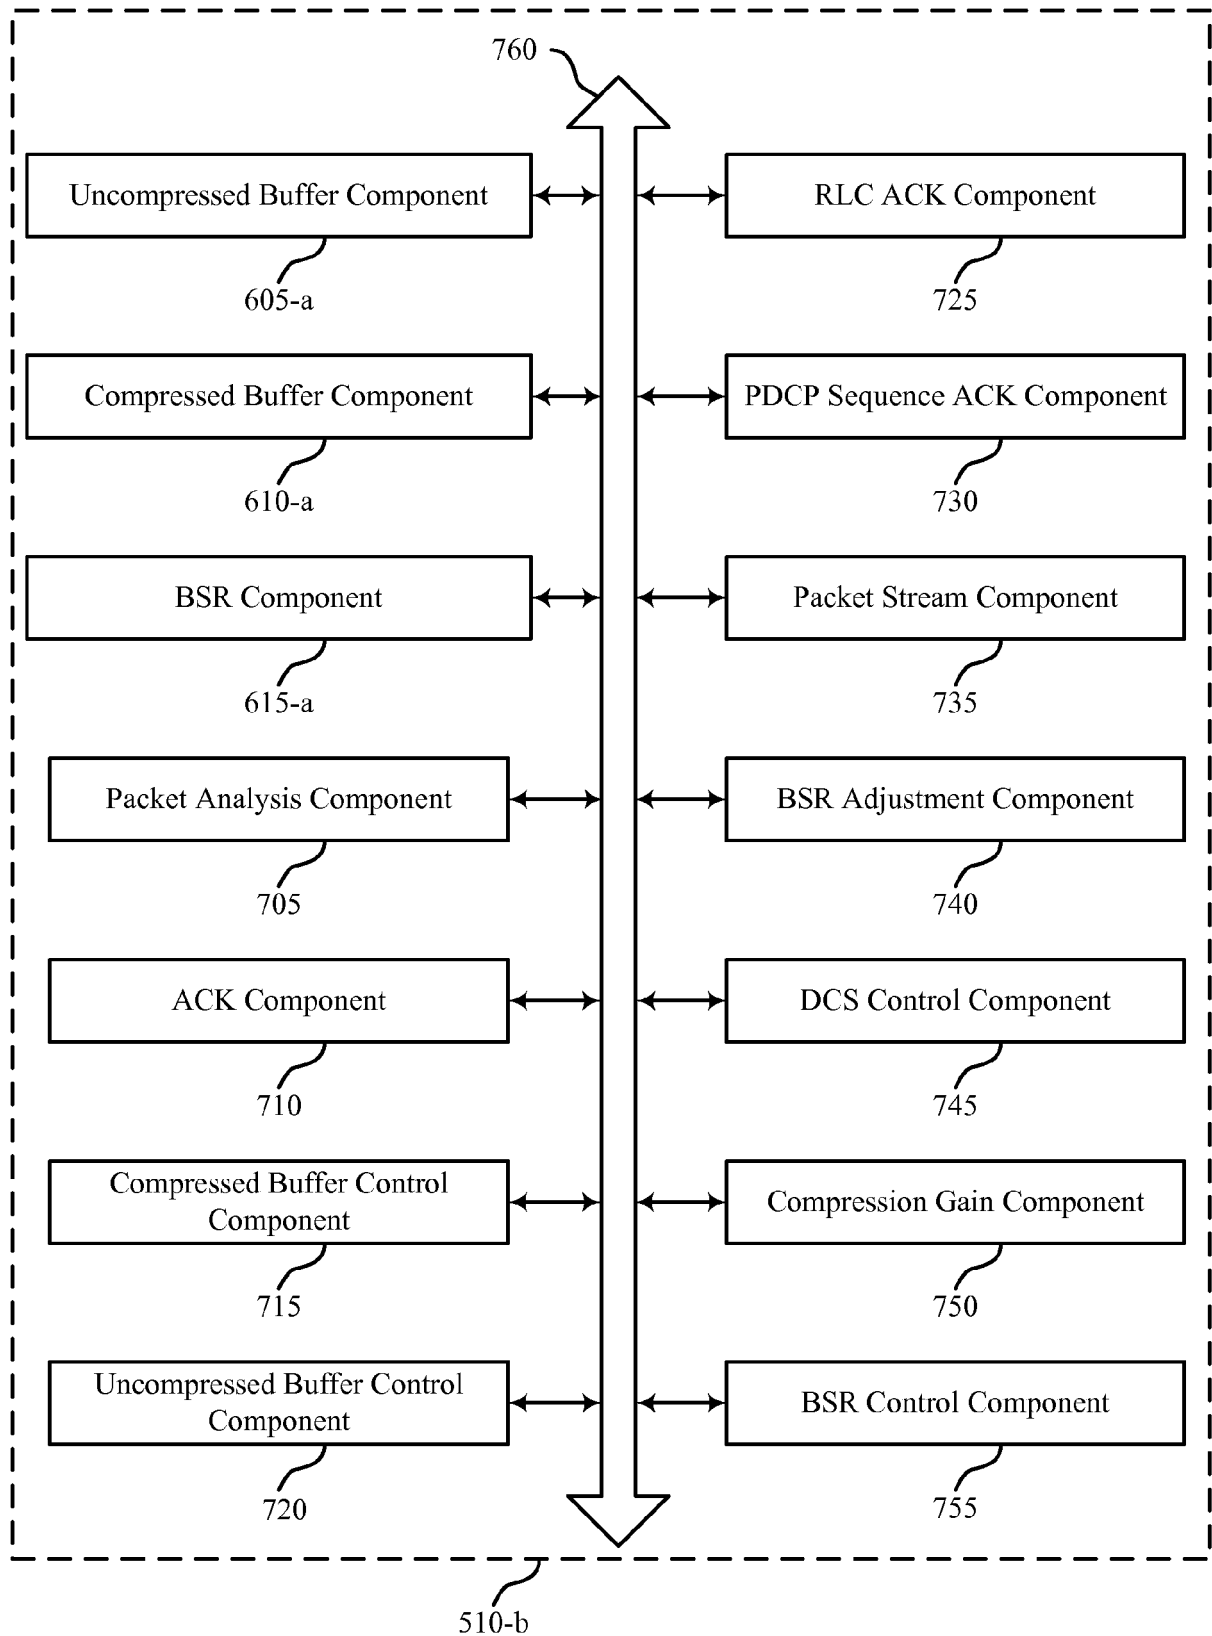 760
Uncompressed Buffer Component
RLC ACK Component
605-a
725
Compressed Buffer Component
PDCP Sequence ACK Component
610-a
730
BSR Component
Packet Stream Component
615-a
735
Packet Analysis Component
BSR Adjustment Component
705
740
ACK Component
DCS Control Component
710
745
Compressed Buffer Control
Component
Compression Gain Component
715
750
Uncompressed Buffer Control
Component
BSR Control Component
720
755
510-b